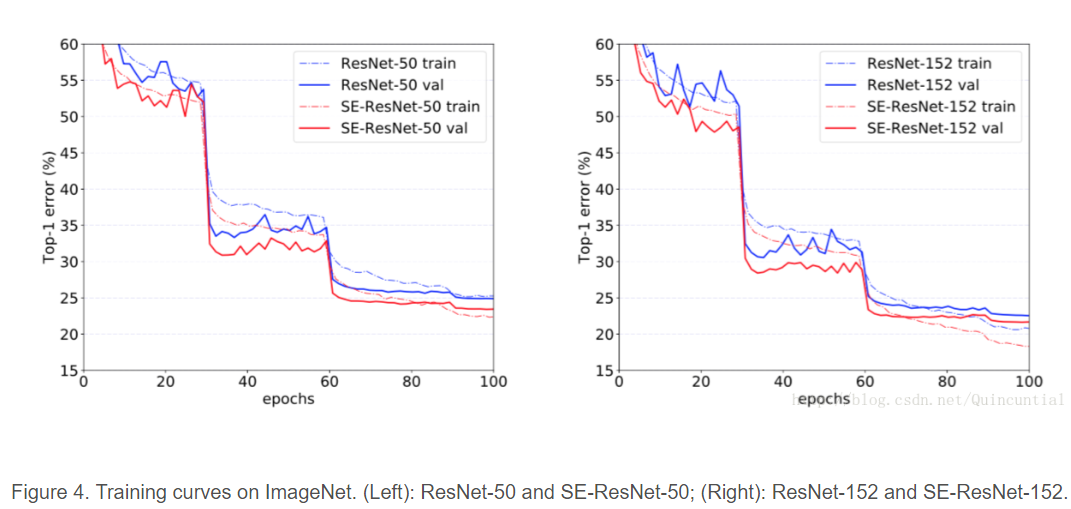 60
55
50
45
40
35
30
25
20
15
0
20
40
60
80
100
Top-1 error (%)
epochs
ResNet-50 train
ResNet-50 val
SE-ResNet-50 train
SE-ResNet-50 val
60
55
50
45
40
35
30
25
20
15
0
20
40
60
80
100
Top-1 error (%)
epochs
ResNet-152 train
ResNet-152 val
SE-ResNet-152 train
SE-ResNet-152 val
blog.csdn.net/Quincuntial
Figure 4. Training curves on ImageNet. (Left): ResNet-50 and SE-ResNet-50; (Right): ResNet-152 and SE-ResNet-152.